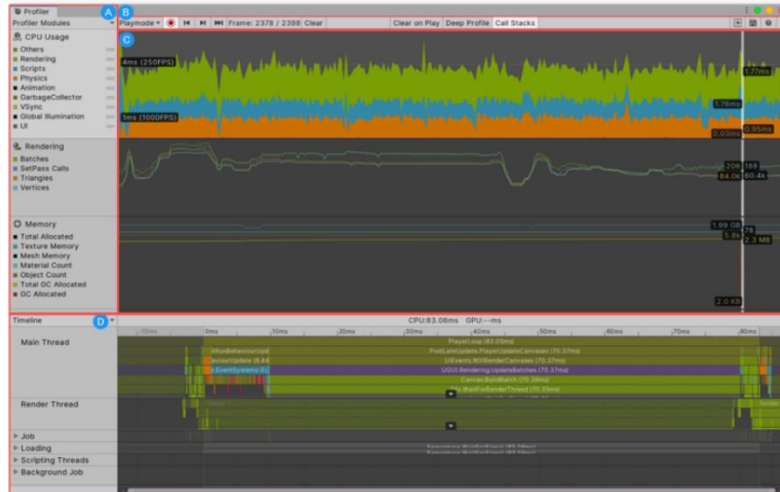 Profiler
A
B
Profiler Modules
Playmode
Frame: 2378 / 2398
Clear
Clear on Play
Deep Profile
Call Stacks
CPU Usage
Others
Rendering
Scripts
Physics
Animation
GarbageCollector
VSync
Global Illumination
UI
C
4ms (250FPS)
1ms (1000FPS)
1.77ms
1.76ms
0.95ms
0.03ms
Rendering
Batches
SetPass Calls
Triangles
Vertices
206
189
84.0k
60.4k
Memory
Total Allocated
Texture Memory
Mesh Memory
Material Count
Object Count
Total GC Allocated
GC Allocated
1.99 GB
78
5.8k
2.3 MB
2.0 KB
Timeline
D
CPU:83.06ms GPU:--ms
-10ms
0ms
10ms
20ms
30ms
40ms
50ms
60ms
70ms
80ms
Main Thread
PlayerLoop (83.05ms)
PostLateUpdate.PlayerUpdateCanvases (70.37ms)
UIEvents.WillRenderCanvases (70.37ms)
UGUI.Rendering.UpdateBatches (70.37ms)
Canvas.BuildBatch (70.36ms)
Render Thread
Job
Loading
Scripting Threads
Background Job